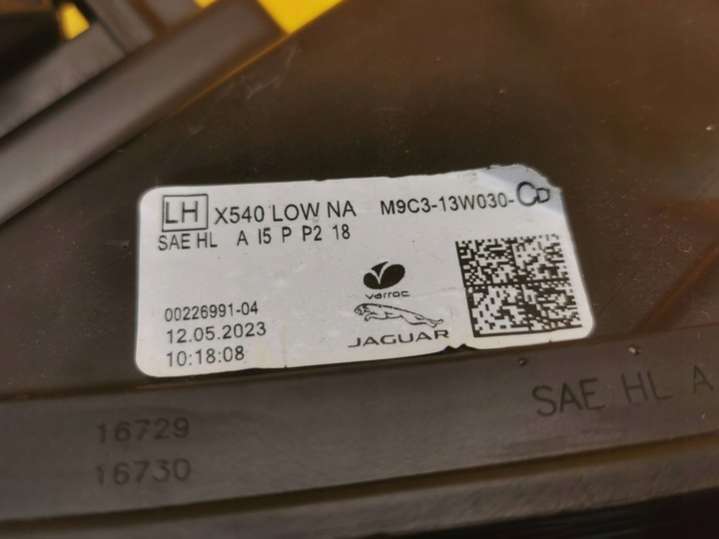 LH X540 LOW NA M9C3-13W030-CD
SAE HL A I5 P P2 18
varroc
00226991-04
12.05.2023
10:18:08
JAGUAR
SAE HL A
16729
16730